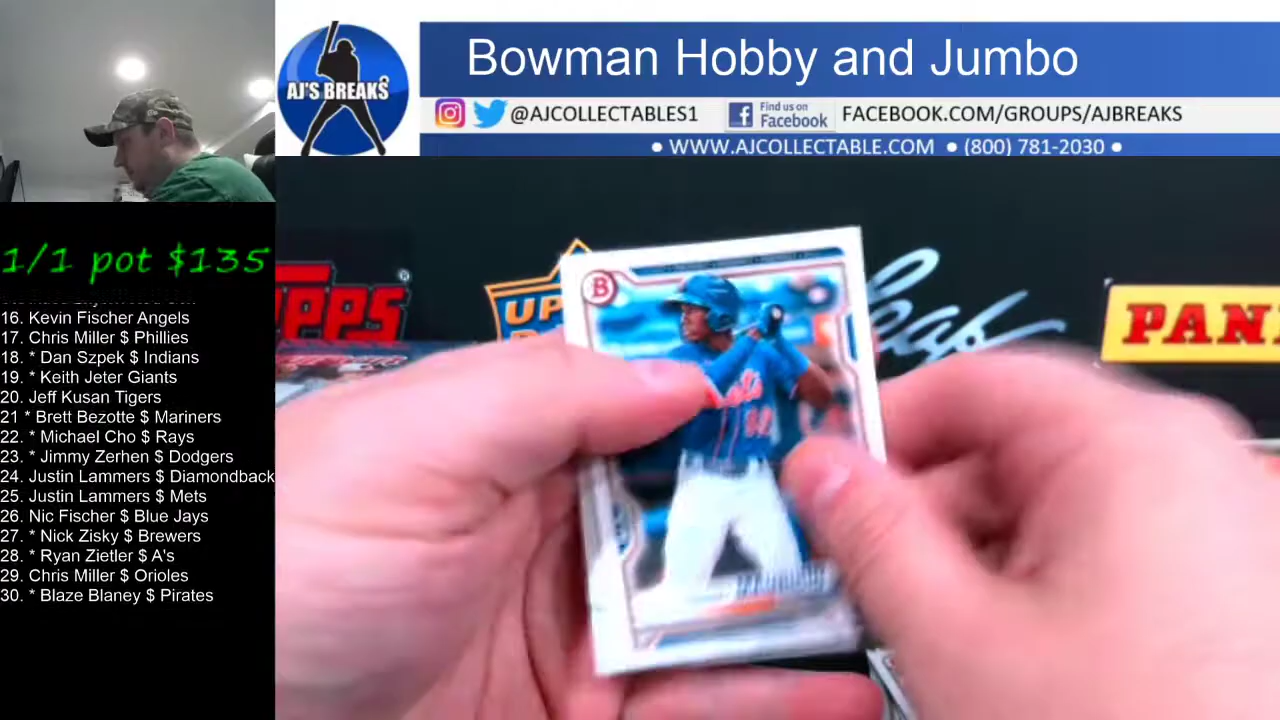 Bowman Hobby and Jumbo
AJ'S BREAKS
@AJCOLLECTABLES1
Find us on
Facebook
FACEBOOK.COM/GROUPS/AJBREAKS
• WWW.AJCOLLECTABLE.COM • (800) 781-2030 •
1/1 pot $135
16. Kevin Fischer Angels
17. Chris Miller $ Phillies
18. * Dan Szpek $ Indians
19. * Keith Jeter Giants
20. Jeff Kusan Tigers
21 * Brett Bezotte $ Mariners
22. * Michael Cho $ Rays
23. * Jimmy Zerhen $ Dodgers
24. Justin Lammers $ Diamondback
25. Justin Lammers $ Mets
26. Nic Fischer $ Blue Jays
27. * Nick Zisky $ Brewers
28. * Ryan Zietler $ A's
29. Chris Miller $ Orioles
30. * Blaze Blaney $ Pirates
B
UP
Leaf
PANI